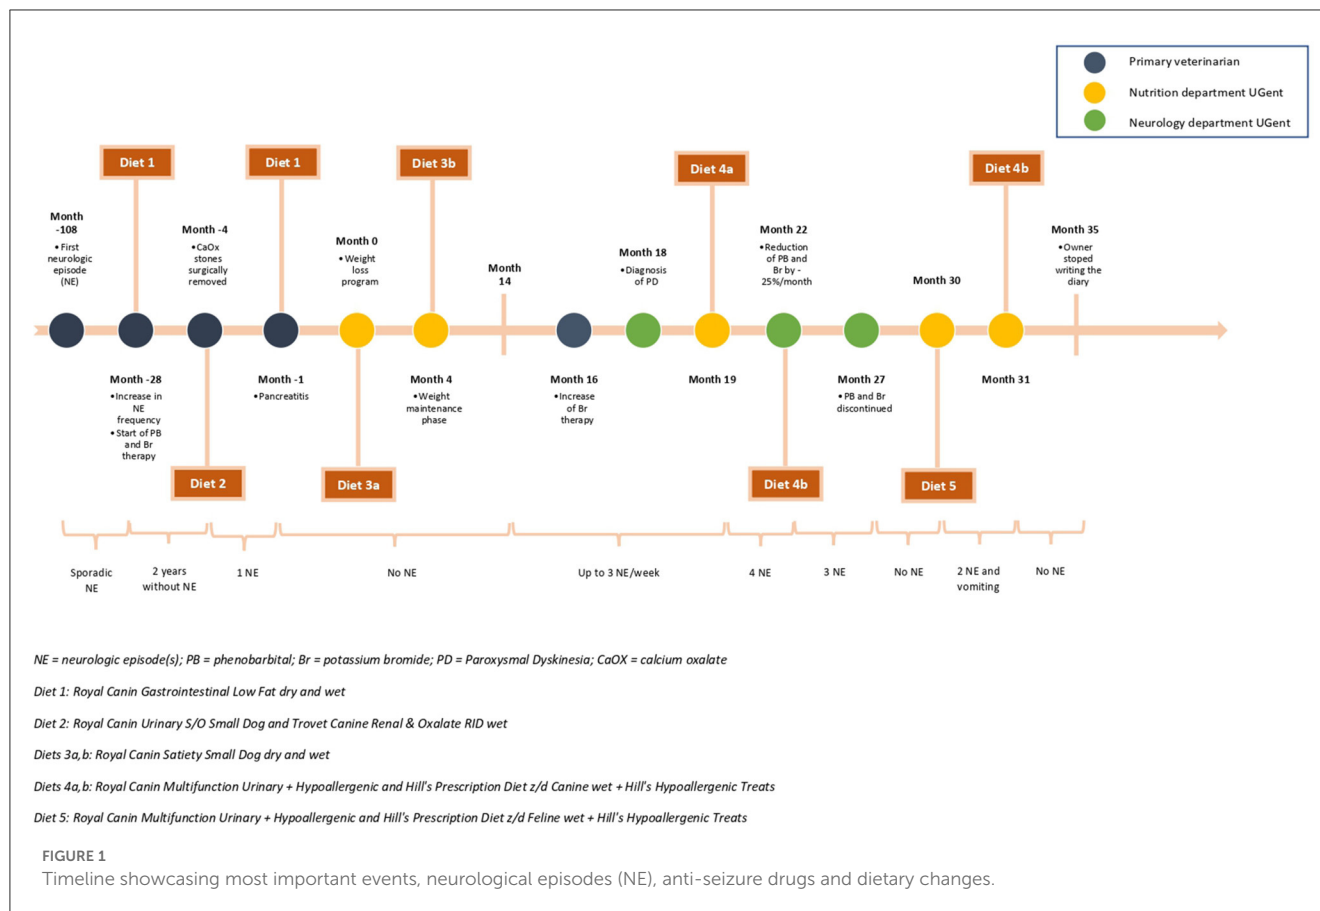 Primary veterinarian
Nutrition department UGent
Neurology department UGent
Diet 1
Diet 1
Diet 3b
Diet 4a
Diet 4b
Month
-108
•First
neurologic
episode
(NE)
Month -4
•CaOx
stones
surgically
removed
Month 0
•Weight
loss
program
Month
14
Month 18
•Diagnosis
of PD
Month 22
•Reduction
of PB and
Br by -
25%/month
Month 30
Month 35
•Owner
stoped
writing the
diary
Month -28
•Increase in
NE
frequency
•Start of PB
and Br
therapy
Month -1
•Pancreatitis
Month 4
•Weight
maintenance
phase
Month 16
•Increase
of Br
therapy
Month 19
Month 27
•PB and Br
discontinued
Month 31
Diet 2
Diet 3a
Diet 4b
Diet 5
Sporadic
NE
2 years
without NE
1 NE
No NE
Up to 3 NE/week
4 NE
3 NE
No NE
2 NE and
vomiting
No NE
NE = neurologic episode(s); PB = phenobarbital; Br = potassium bromide; PD = Paroxysmal Dyskinesia; CaOX = calcium oxalate
Diet 1: Royal Canin Gastrointestinal Low Fat dry and wet
Diet 2: Royal Canin Urinary S/O Small Dog and Trovet Canine Renal & Oxalate RID wet
Diets 3a,b: Royal Canin Satiety Small Dog dry and wet
Diets 4a,b: Royal Canin Multifunction Urinary + Hypoallergenic and Hill's Prescription Diet z/d Canine wet + Hill's Hypoallergenic Treats
Diet 5: Royal Canin Multifunction Urinary + Hypoallergenic and Hill's Prescription Diet z/d Feline wet + Hill's Hypoallergenic Treats
FIGURE 1
Timeline showcasing most important events, neurological episodes (NE), anti-seizure drugs and dietary changes.